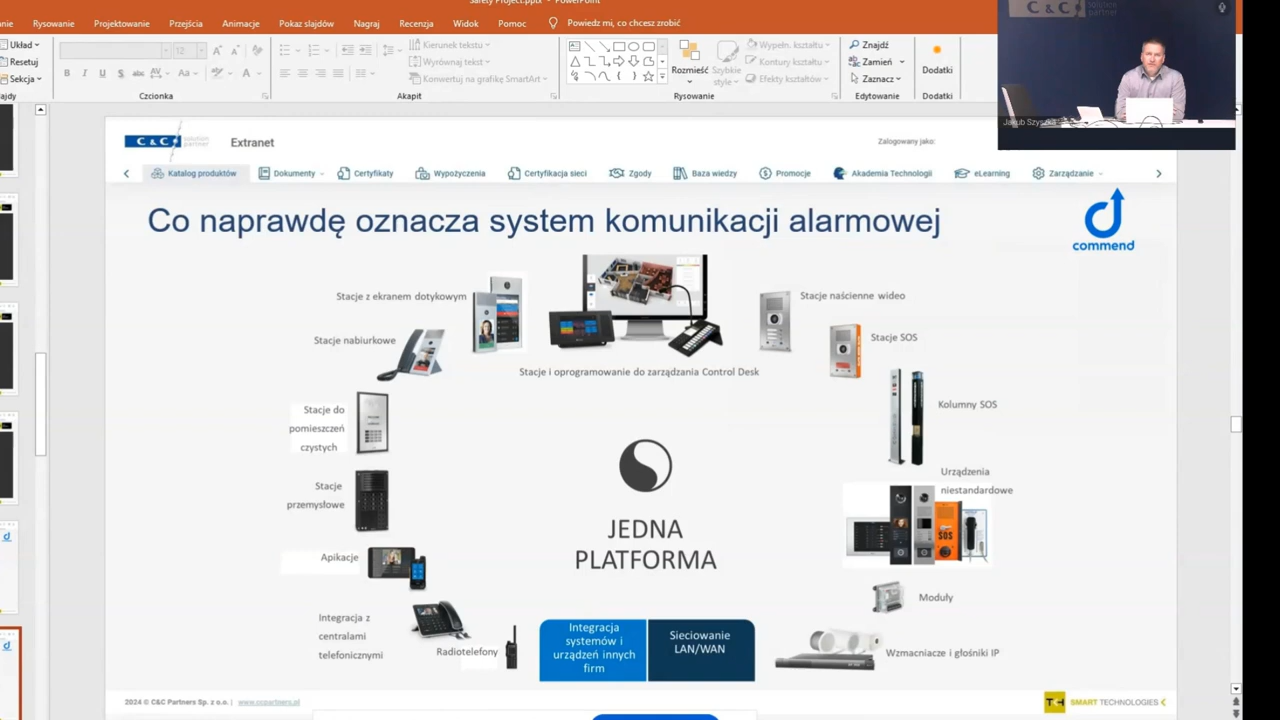 Safety Project.pptx - PowerPoint
Rysowanie
Projektowanie
Przejścia
Animacje
Pokaz slajdów
Nagraj
Recenzja
Widok
Pomoc
Powiedz mi, co chcesz zrobić
Układ
Resetuj
Sekcja
12
Czcionka
Kierunek tekstu
Wyrównaj tekst
Konwertuj na grafikę SmartArt
Akapit
Rozmieść
Szybkie
style
Wypełn. kształtu
Kontury kształtu
Efekty kształtów
Rysowanie
Znajdź
Zamień
Zaznacz
Edytowanie
Dodatki
Dodatki
C & C solution partner
Jakub Szyszka
C & C solution partner
Extranet
Zalogowany jako:
Katalog produktów
Dokumenty
Certyfikaty
Wypożyczenia
Certyfikacja sieci
Zgody
Baza wiedzy
Promocje
Akademia Technologii
eLearning
Zarządzanie
Co naprawdę oznacza system komunikacji alarmowej
commend
Stacje z ekranem dotykowym
Stacje naścienne wideo
Stacje nabiurkowe
Stacje SOS
Stacje i oprogramowanie do zarządzania Control Desk
Stacje do
pomieszczeń
czystych
Kolumny SOS
Urządzenia
niestandardowe
Stacje
przemysłowe
SOS
JEDNA
PLATFORMA
Apikacje
Moduły
Integracja z
centralami
telefonicznymi
Radiotelefony
Integracja
systemów i
urządzeń innych
firm
Sieciowanie
LAN/WAN
Wzmacniacze i głośniki IP
2024 © C&C Partners Sp. z o.o. | www.ccpartners.pl
SMART TECHNOLOGIES